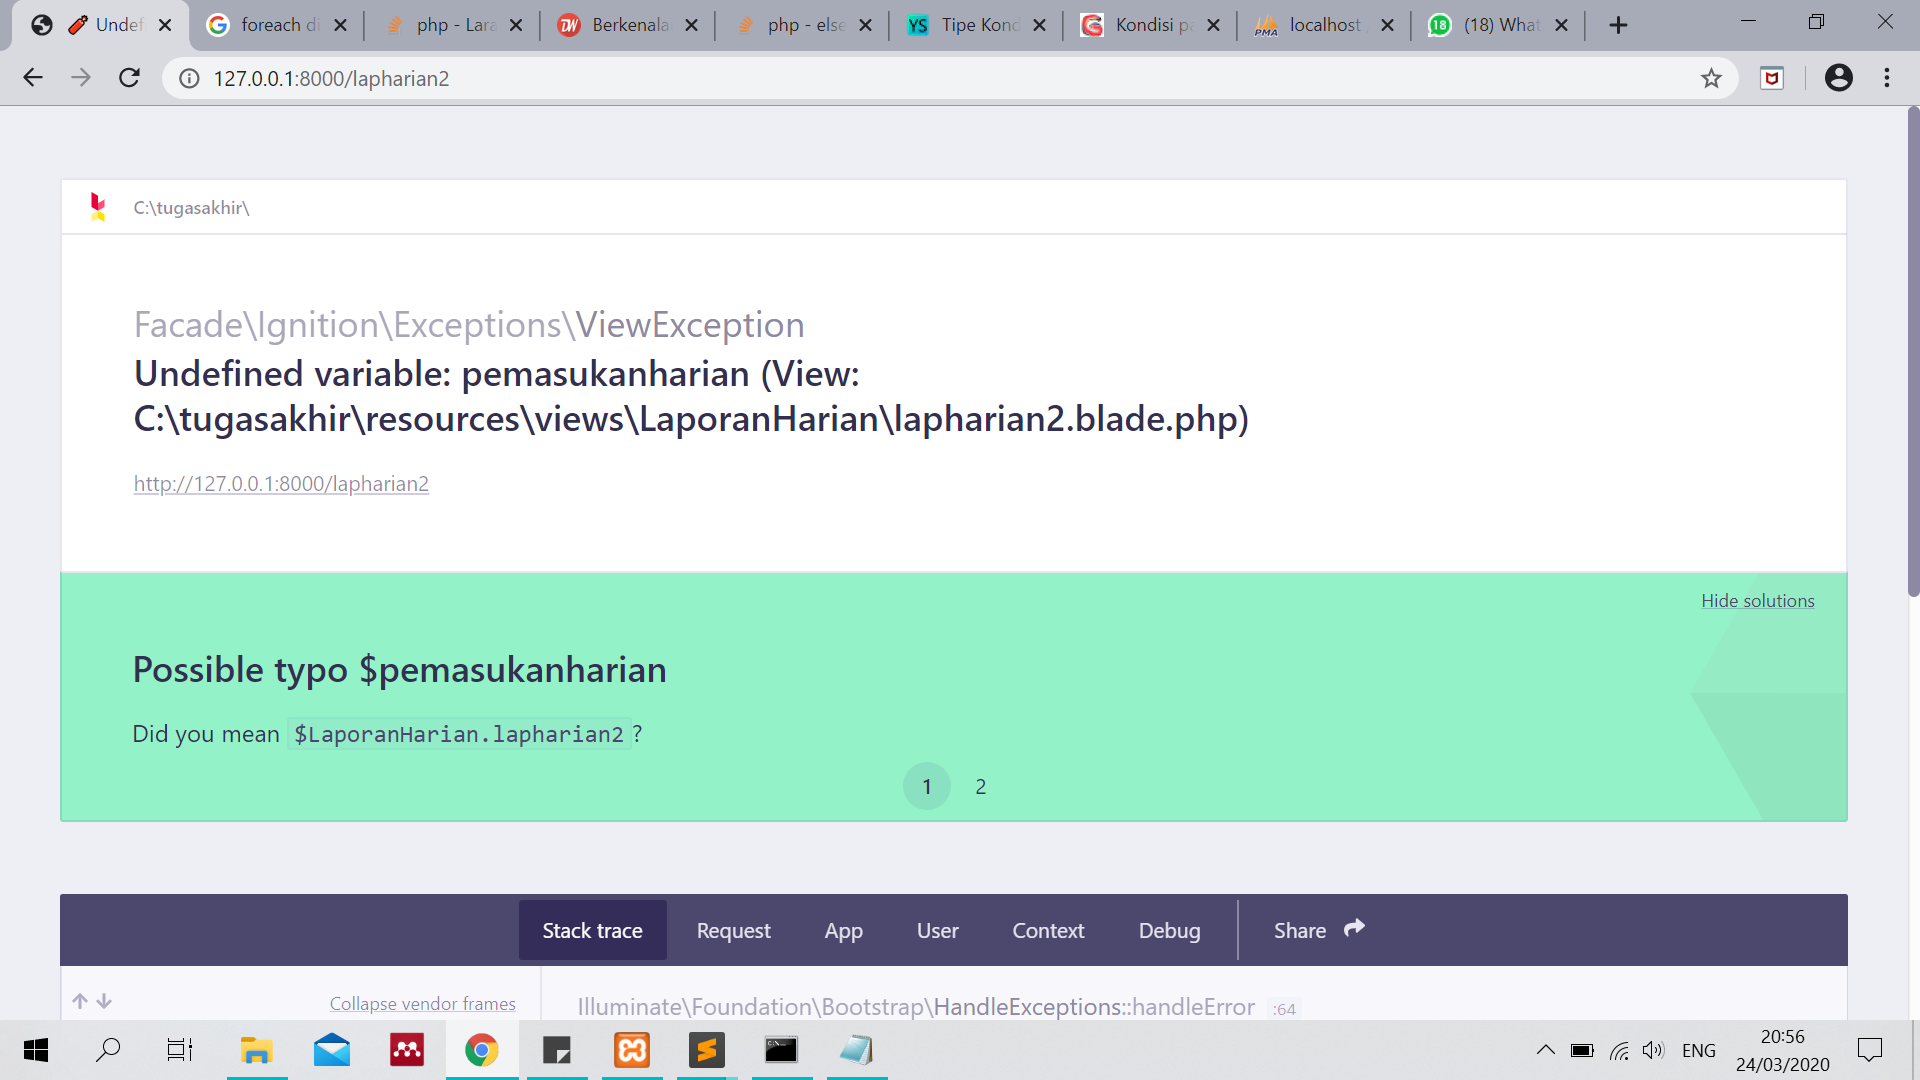 Undef
foreach di
php - Lara
Berkenala
php - else
YS
Tipe Kond
Kondisi pa
PMA
localhost
18
(18) What
127.0.0.1:8000/lapharian2
C:\tugasakhir\
Facade\Ignition\Exceptions\ViewException
Undefined variable: pemasukanharian (View:
C:\tugasakhir\resources\views\LaporanHarian\lapharian2.blade.php)
http://127.0.0.1:8000/lapharian2
Hide solutions
Possible typo $pemasukanharian
Did you mean $LaporanHarian.lapharian2?
1 2
Stack trace Request App User Context Debug Share
Collapse vendor frames
Illuminate\Foundation\Bootstrap\HandleExceptions::handleError :64
ENG
20:56
24/03/2020